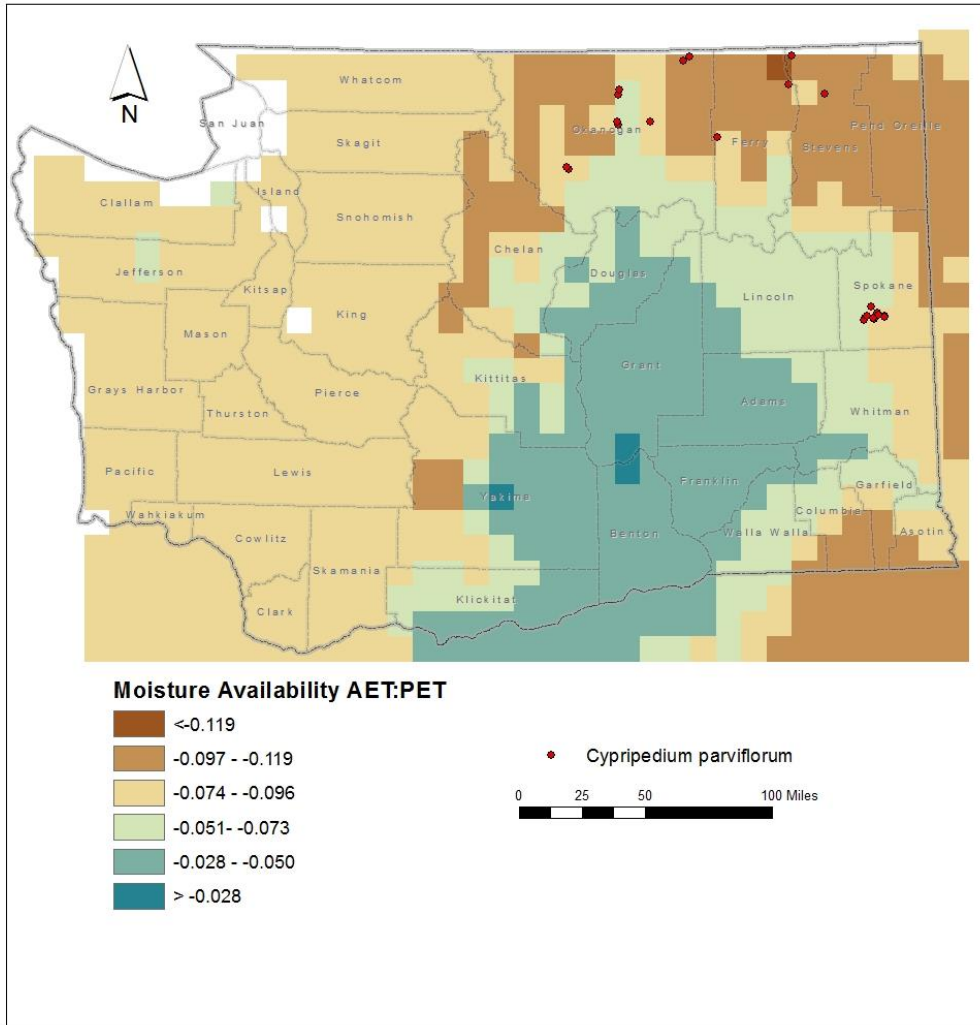 N
Whatcom
San Juan
Skagit
Okanogan
Ferry
Stevens
Pend Oreille
Island
Clallam
Snohomish
Chelan
Jefferson
Kitsap
Douglas
Lincoln
Spokane
King
Mason
Grant
Kittitas
Grays Harbor
Pierce
Thurston
Adams
Whitman
Pacific
Lewis
Yakima
Franklin
Garfield
Wahkiakum
Columbia
Benton
Walla Walla
Asotin
Cowlitz
Skamania
Klickitat
Clark
Moisture Availability AET:PET
<-0.119
-0.097 - -0.119
-0.074 - -0.096
-0.051- -0.073
-0.028 - -0.050
> -0.028
Cypripedium parviflorum
0 25 50 100 Miles